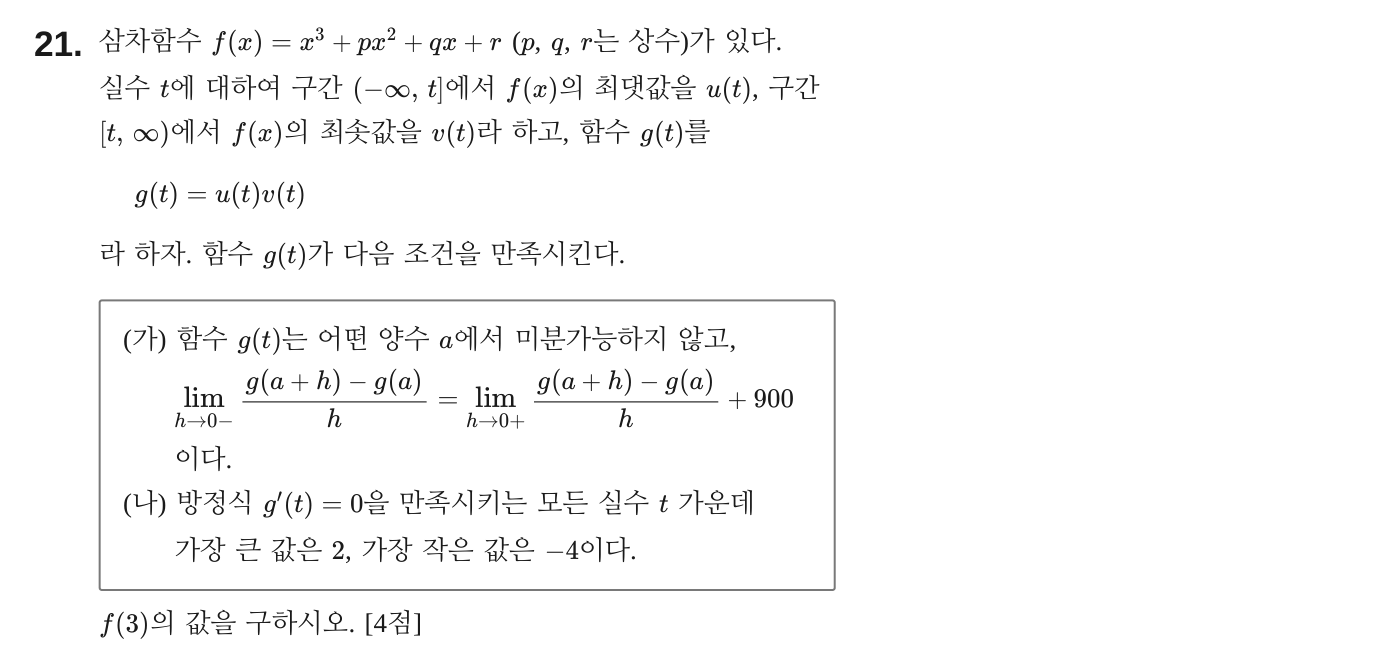 21. 삼차함수 f(x) = x³ + px² + qx + r (p, q, r는 상수)가 있다.
실수 t에 대하여 구간 (−∞, t]에서 f(x)의 최댓값을 u(t), 구간
[t, ∞)에서 f(x)의 최솟값을 v(t)라 하고, 함수 g(t)를
g(t) = u(t)v(t)
라 하자. 함수 g(t)가 다음 조건을 만족시킨다.
(가) 함수 g(t)는 어떤 양수 a에서 미분가능하지 않고,
lim_{h→0−} \frac{g(a + h) − g(a)}{h} = lim_{h→0+} \frac{g(a + h) − g(a)}{h} + 900
이다.
(나) 방정식 g′(t) = 0을 만족시키는 모든 실수 t 가운데
가장 큰 값은 2, 가장 작은 값은 −4이다.
f(3)의 값을 구하시오. [4점]